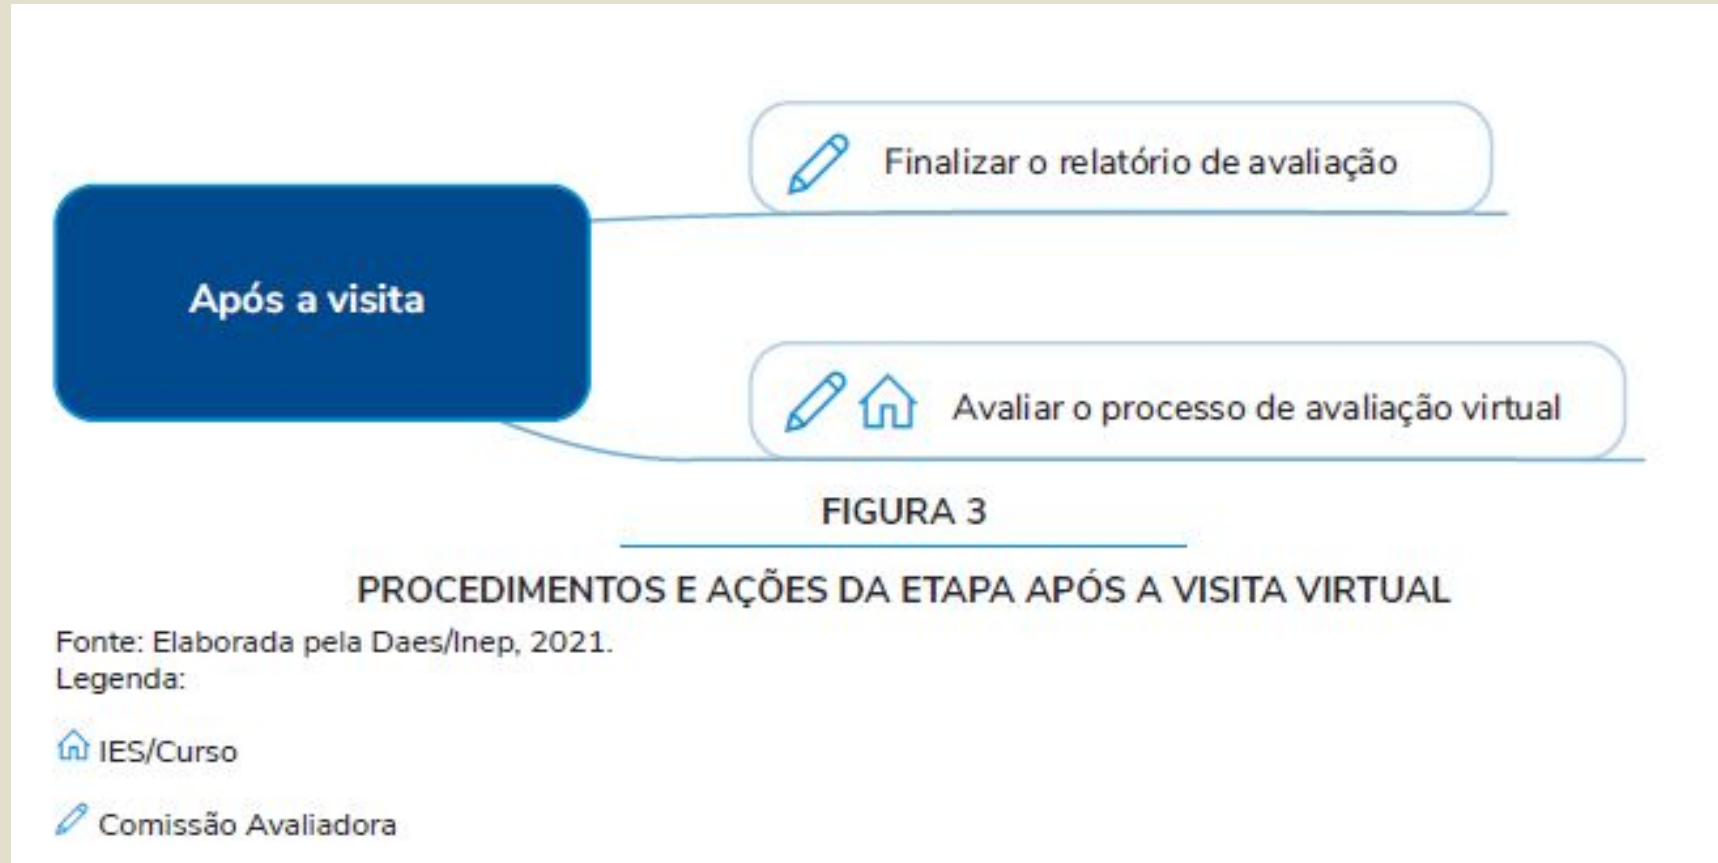 Finalizar o relatório de avaliação
Após a visita
Avaliar o processo de avaliação virtual
FIGURA 3
PROCEDIMENTOS E AÇÕES DA ETAPA APÓS A VISITA VIRTUAL
Fonte: Elaborada pela Daes/Inep, 2021.
Legenda:
IES/Curso
Comissão Avaliadora